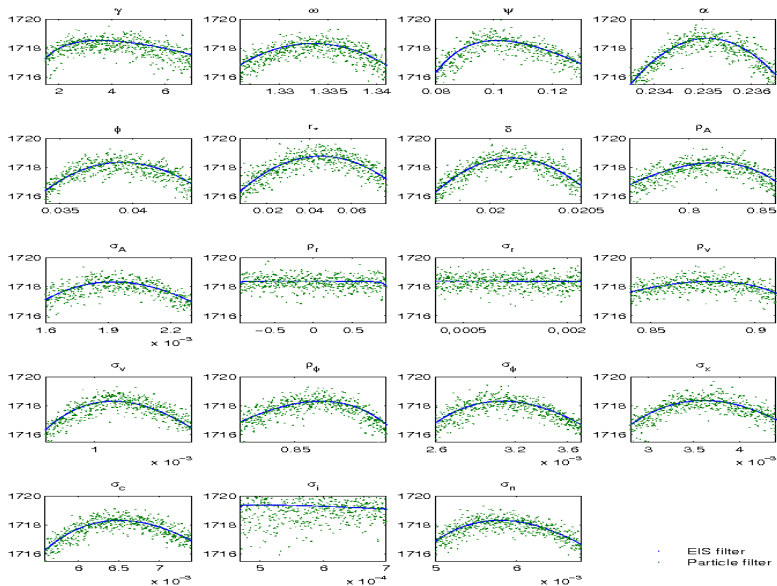 γ ω ψ α
1720 1720 1720 1720
1718 1718 1718 1718
1716 1716 1716 1716
2 4 6 1.33 1.335 1.34 0.08 0.1 0.12 0.234 0.235 0.236
ϕ r* δ ρA
1720 1720 1720 1720
1718 1718 1718 1718
1716 1716 1716 1716
0.035 0.04 0.02 0.04 0.06 0.02 0.0205 0.8 0.85
σA ρr σr ρv
1720 1720 1720 1720
1718 1718 1718 1718
1716 1716 1716 1716
1.6 1.9 2.2 −0.5 0 0.5 0,0005 0,002 0.85 0.9
x 10⁻³
σv ρϕ σϕ σx
1720 1720 1720 1720
1718 1718 1718 1718
1716 1716 1716 1716
1 0.85 2.6 3.2 3.6 3 4
x 10⁻³ x 10⁻³ x 10⁻³
σc σi σn
1720 1720 1720
1718 1718 1718
1716 1716 1716
6 6.5 7 5 6 7 5 6
x 10⁻³ x 10⁻⁴ x 10⁻³
EIS filter
Particle filter